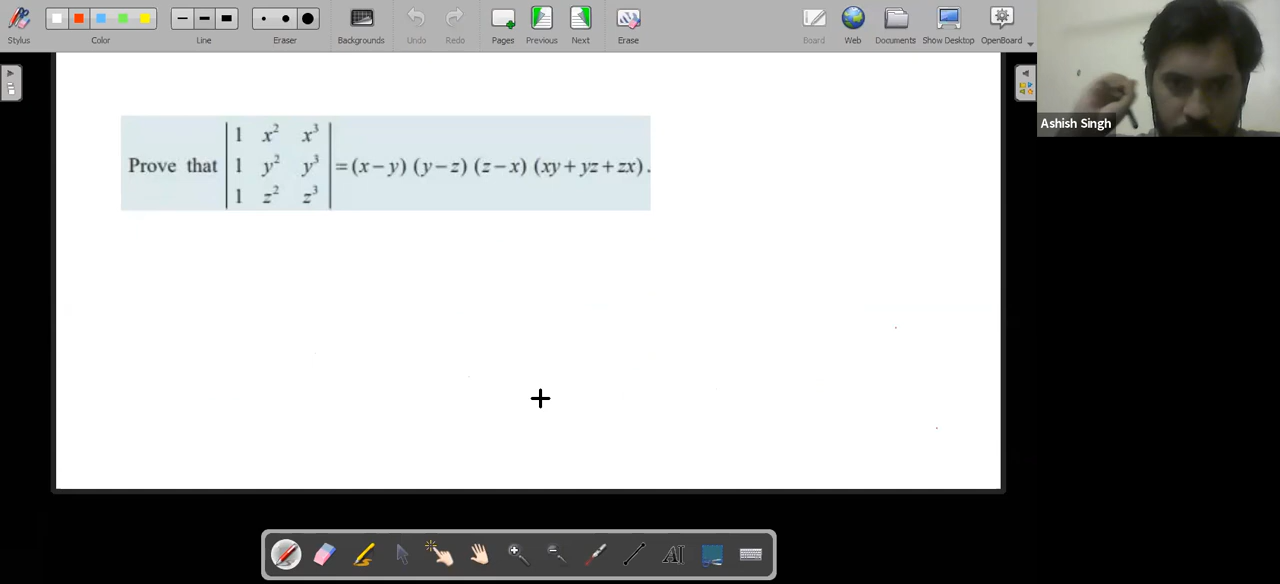 Stylus
Color
Line
Eraser
Backgrounds
Undo
Redo
Pages
Previous
Next
Erase
Board
Web
Documents
Show Desktop
OpenBoard
Ashish Singh
1 x² x³
Prove that 1 y² y³ = (x−y) (y−z) (z−x) (xy+yz+zx).
1 z² z³
AI